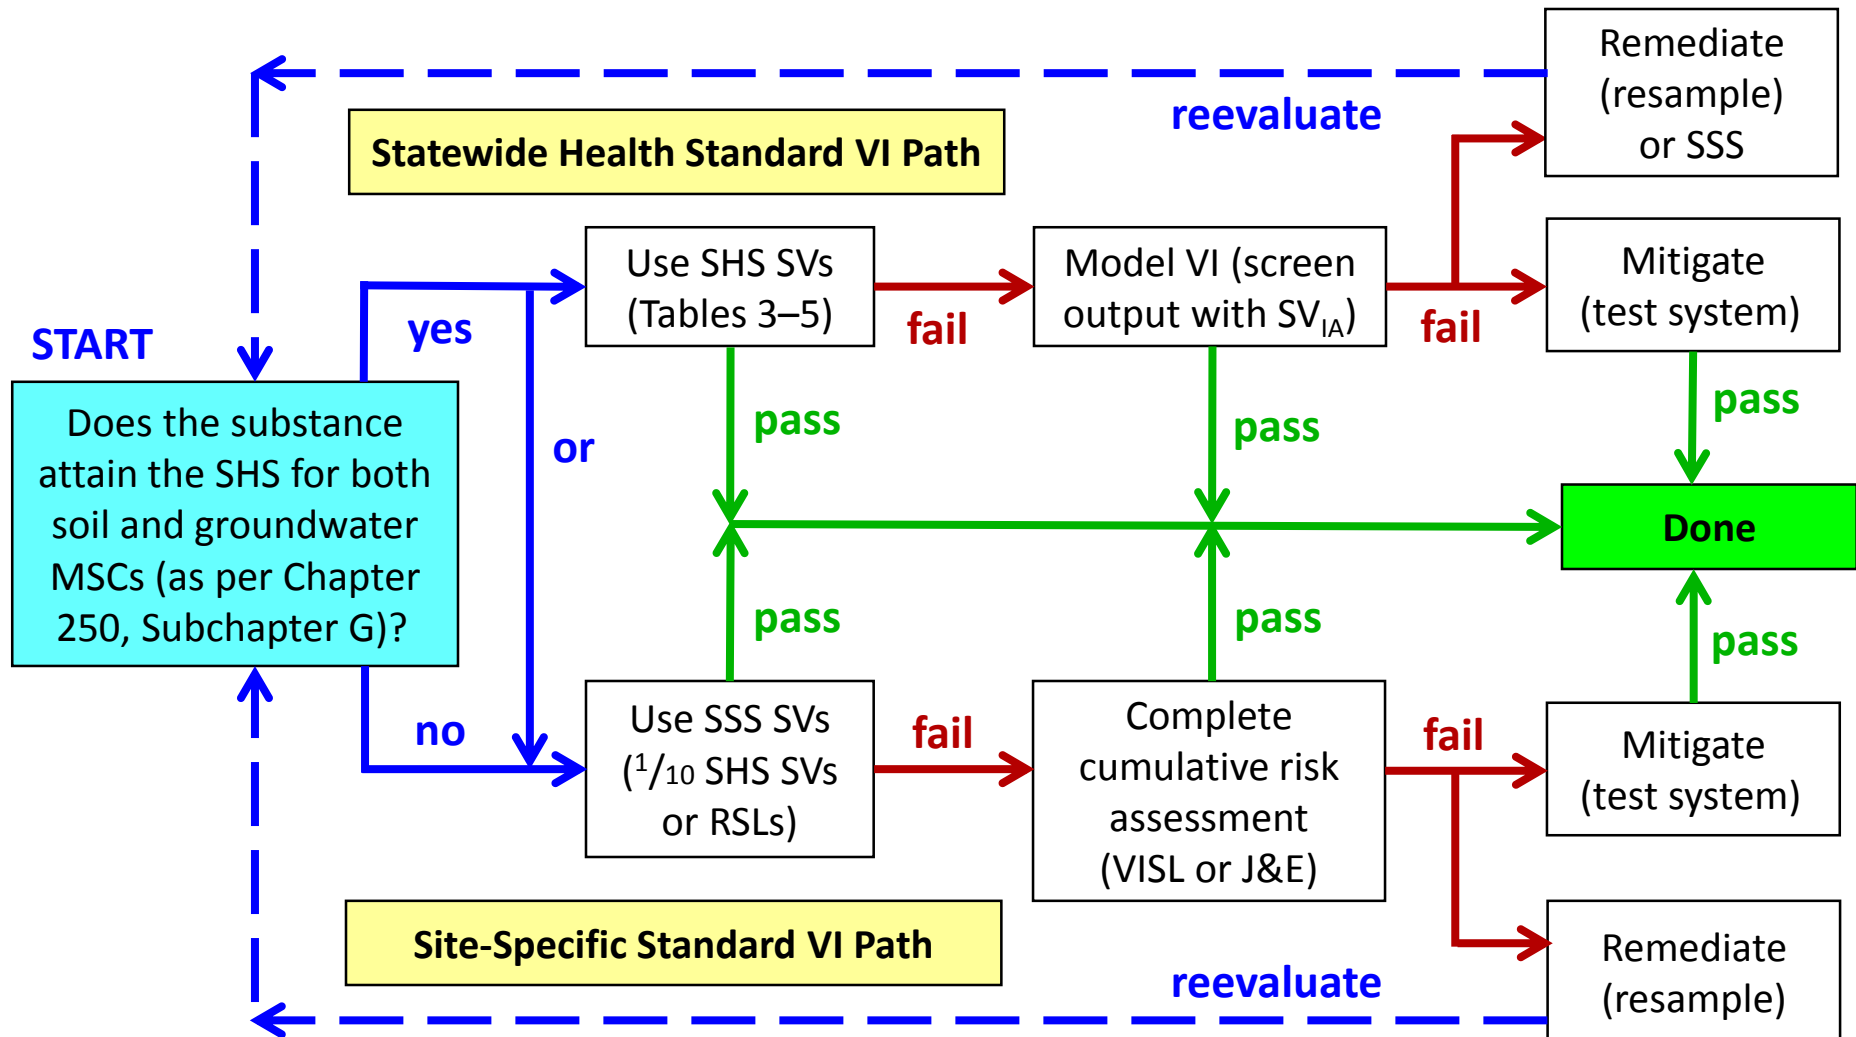 Remediate
(resample)
or SSS
reevaluate
Statewide Health Standard VI Path
Use SHS SVs
(Tables 3–5)
Model VI (screen
output with SV_IA)
Mitigate
(test system)
START
yes
fail
fail
pass
pass
pass
or
Does the substance
attain the SHS for both
soil and groundwater
MSCs (as per Chapter
250, Subchapter G)?
Done
pass
pass
pass
no
Use SSS SVs
(1/10 SHS SVs
or RSLs)
fail
Complete
cumulative risk
assessment
(VISL or J&E)
fail
Mitigate
(test system)
Site-Specific Standard VI Path
reevaluate
Remediate
(resample)